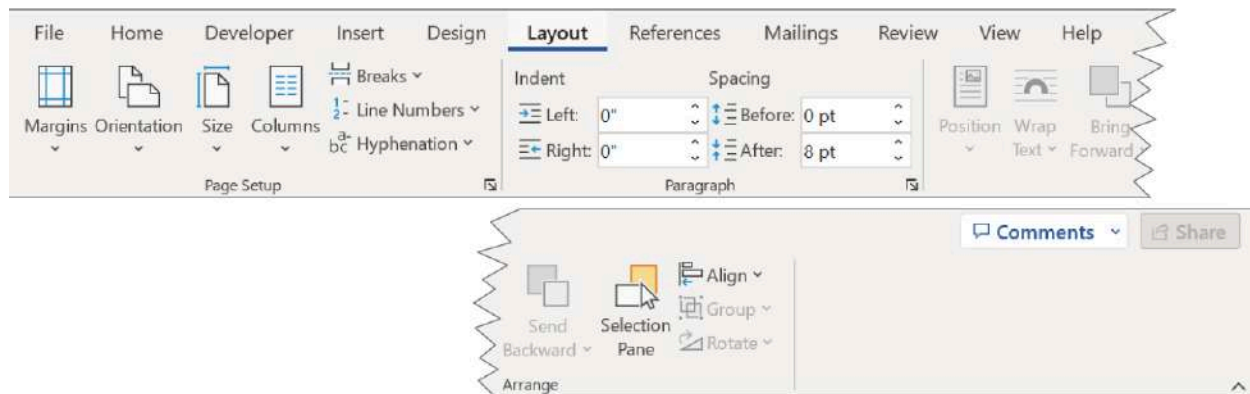 File Home Developer Insert Design Layout References Mailings Review View Help
Margins Orientation Size Columns
Breaks
Line Numbers
Hyphenation
Page Setup
Indent Spacing
Left: 0" Before: 0 pt
Right: 0" After: 8 pt
Paragraph
Position Wrap Text Bring Forward
Comments Share
Send Backward Selection Pane
Align
Group
Rotate
Arrange